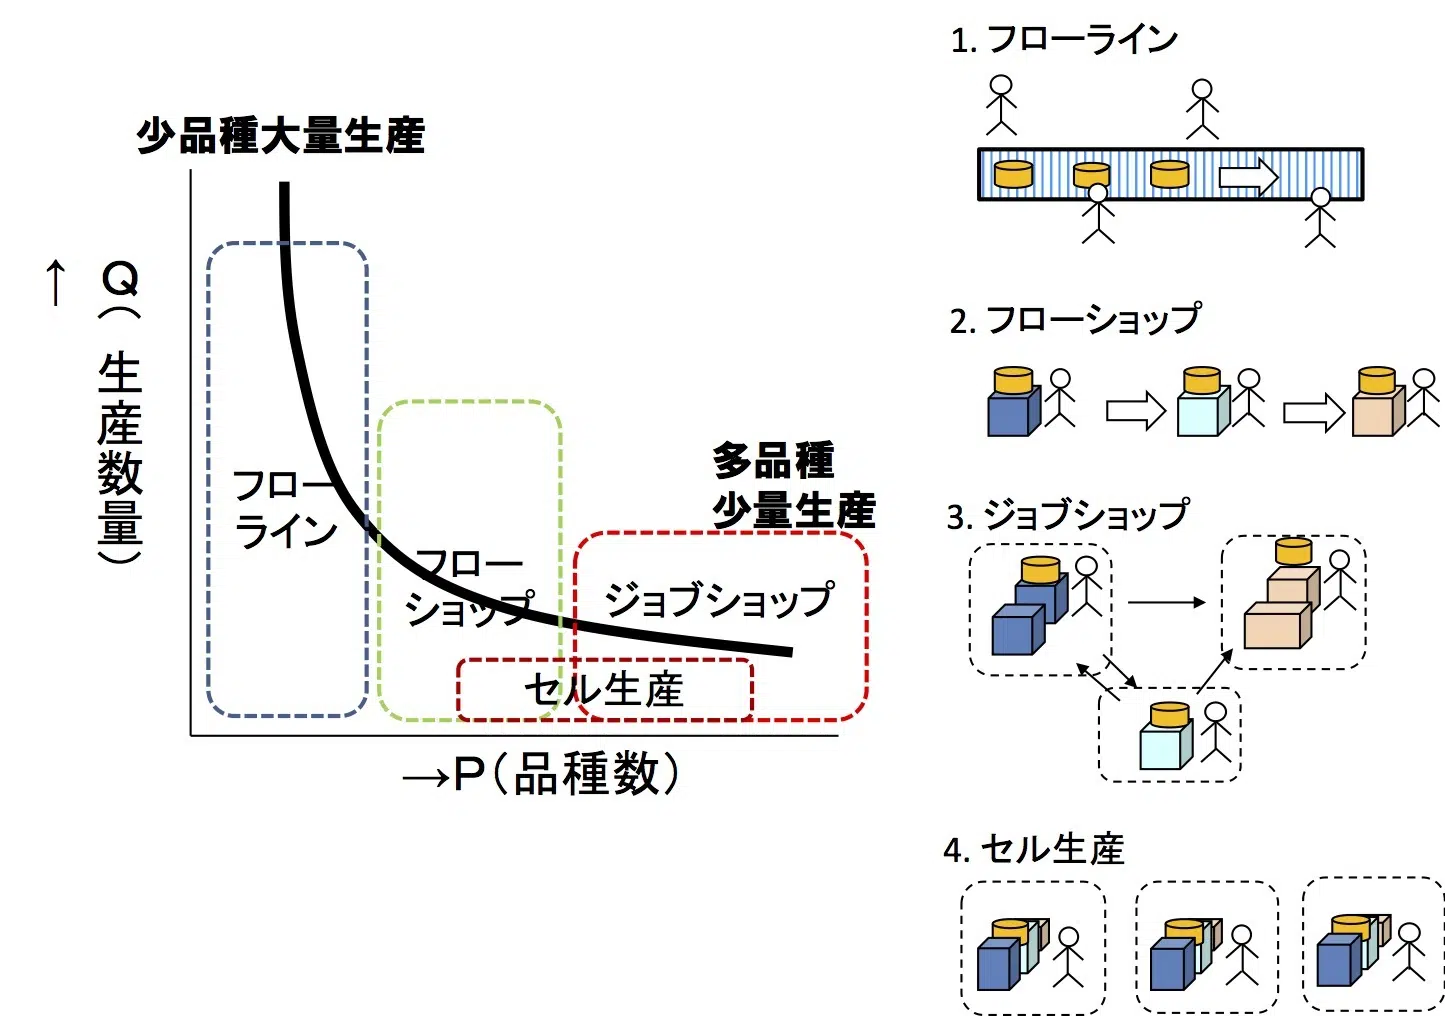 少品種大量生産
↑
Q(生産数量)
フロー
ライン
フロー
ショップ
多品種
少量生産
ジョブショップ
セル生産
→P(品種数)
1. フローライン
2. フローショップ
3. ジョブショップ
4. セル生産